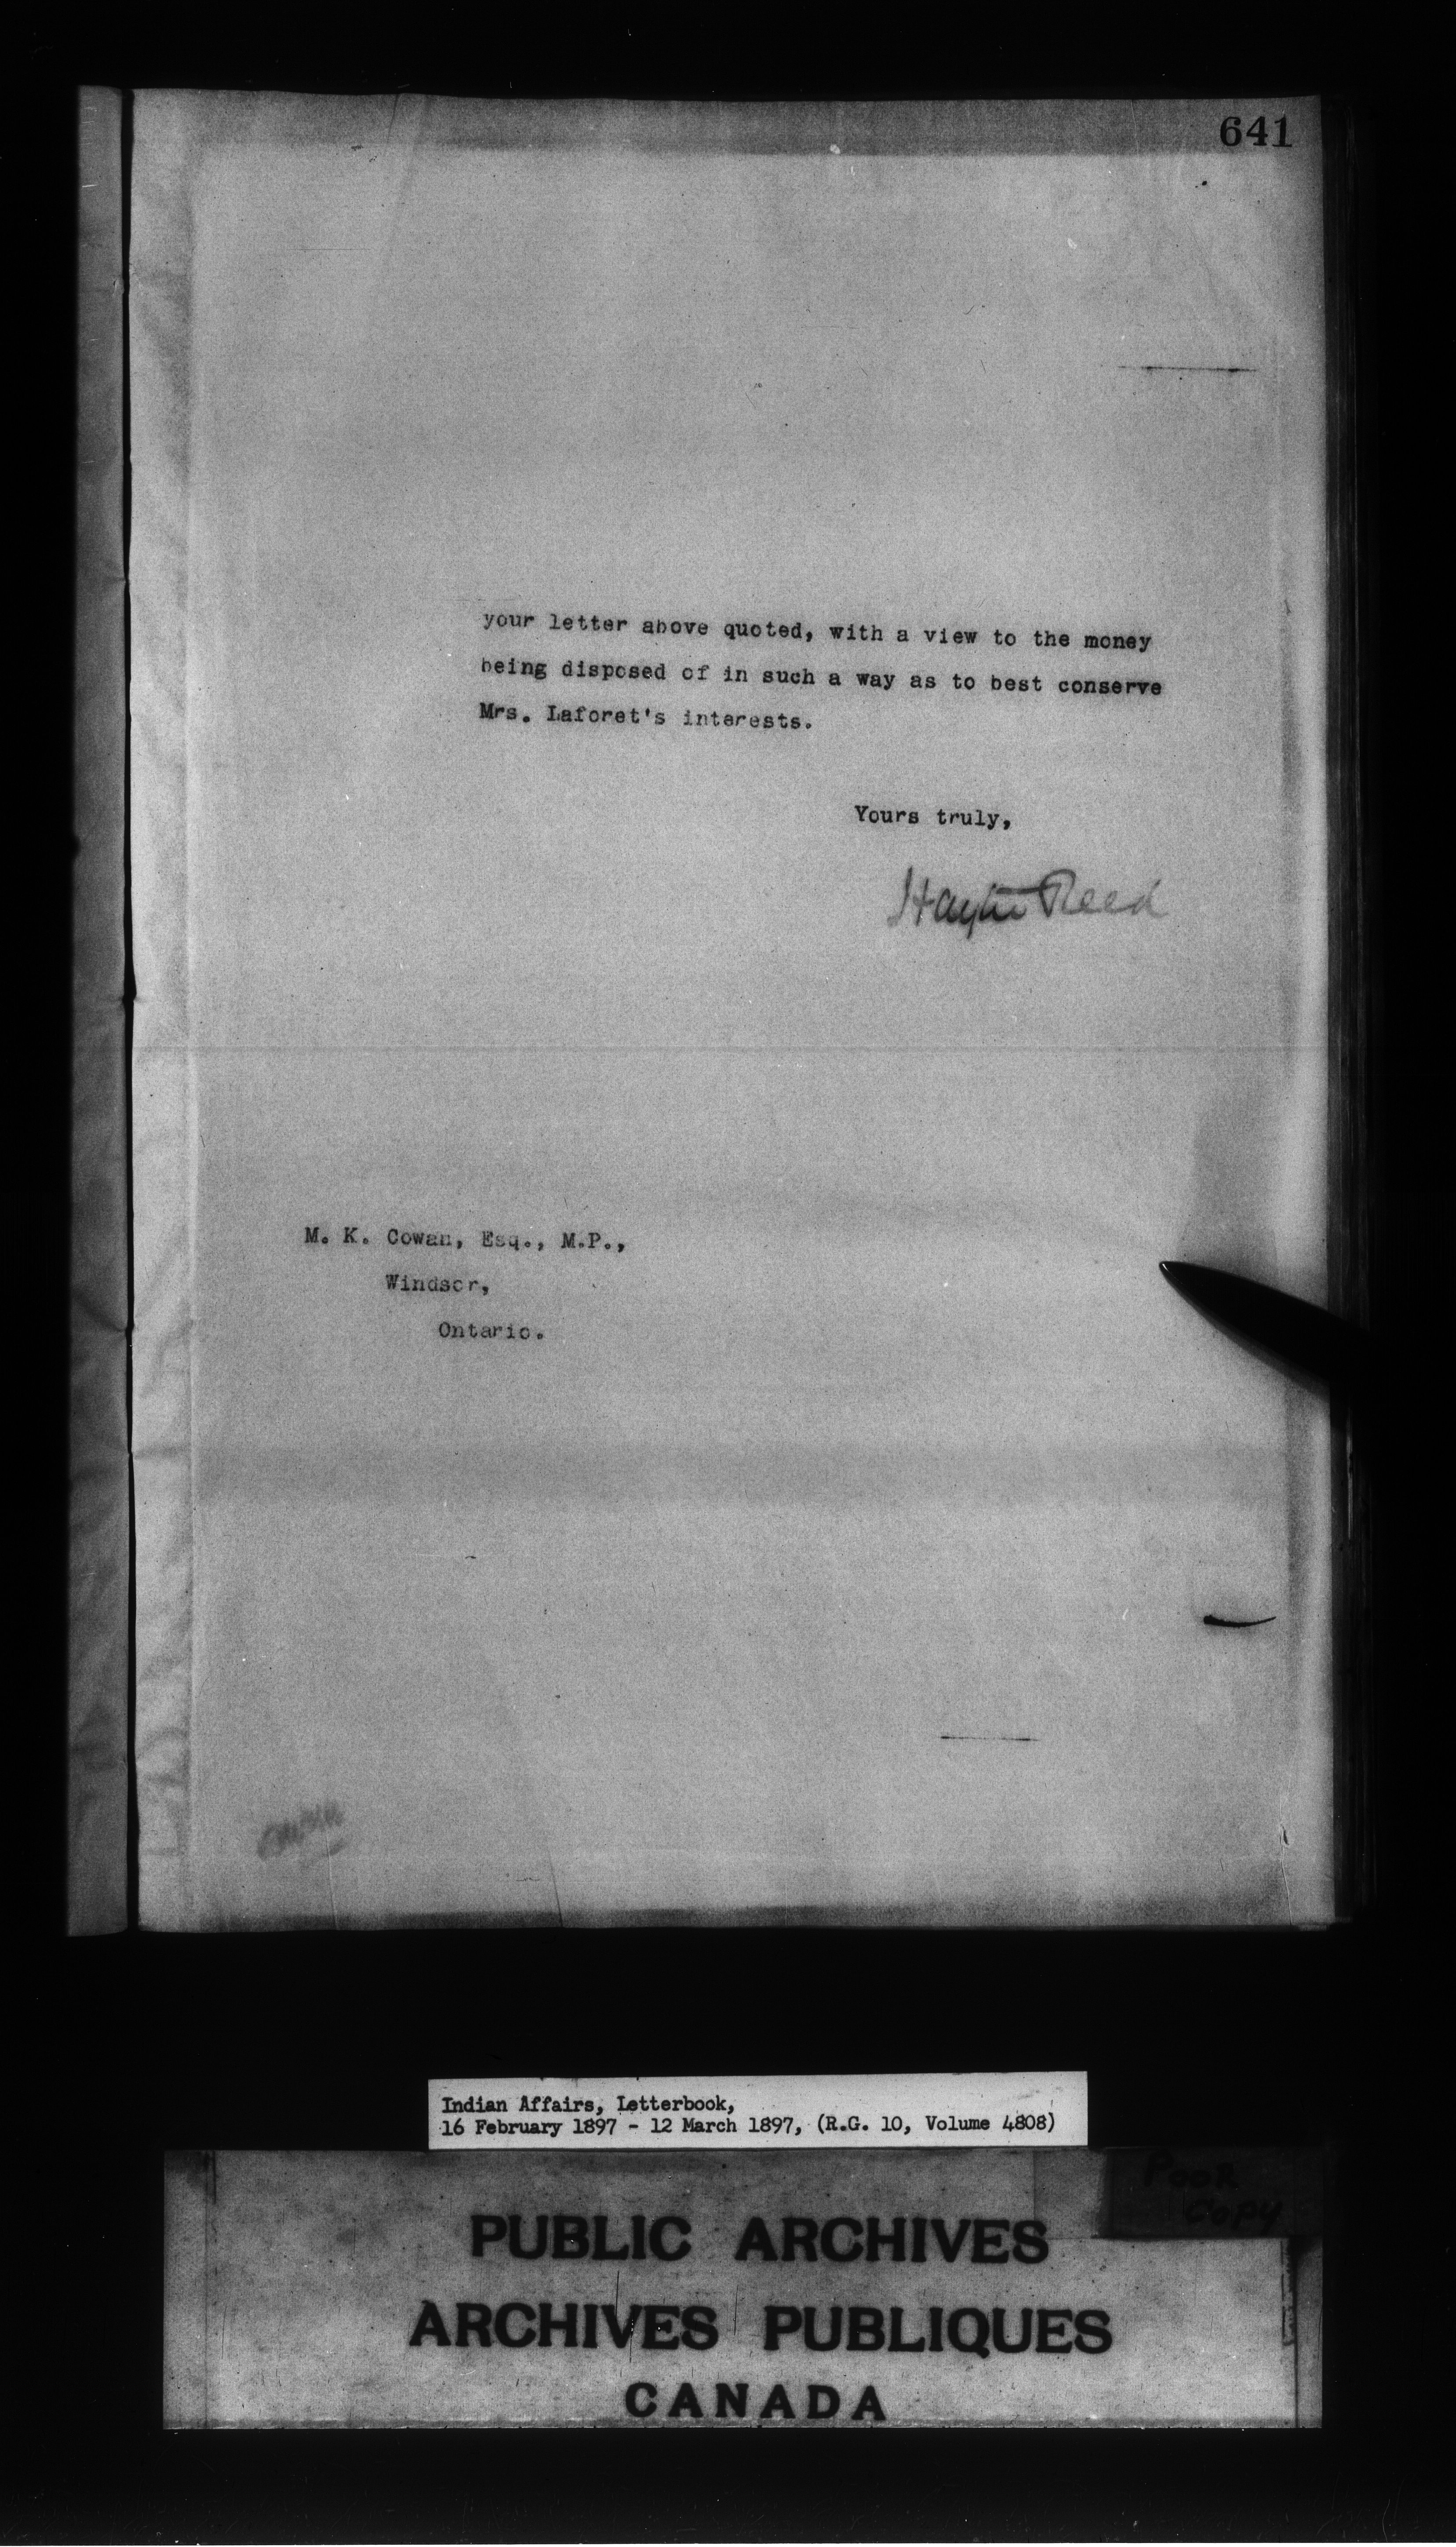 641
your letter above quoted, with a view to the money
being disposed of in such a way as to best conserve
Mrs. Laforet's interests.
Yours truly,
Hayter Reed
M. K. Cowan, Esq., M.P.,
Windsor,
Ontario.
Indian Affairs, Letterbook,
16 February 1897 - 12 March 1897, (R.G. 10, Volume 4808)
POOR
COPY
PUBLIC ARCHIVES
ARCHIVES PUBLIQUES
CANADA